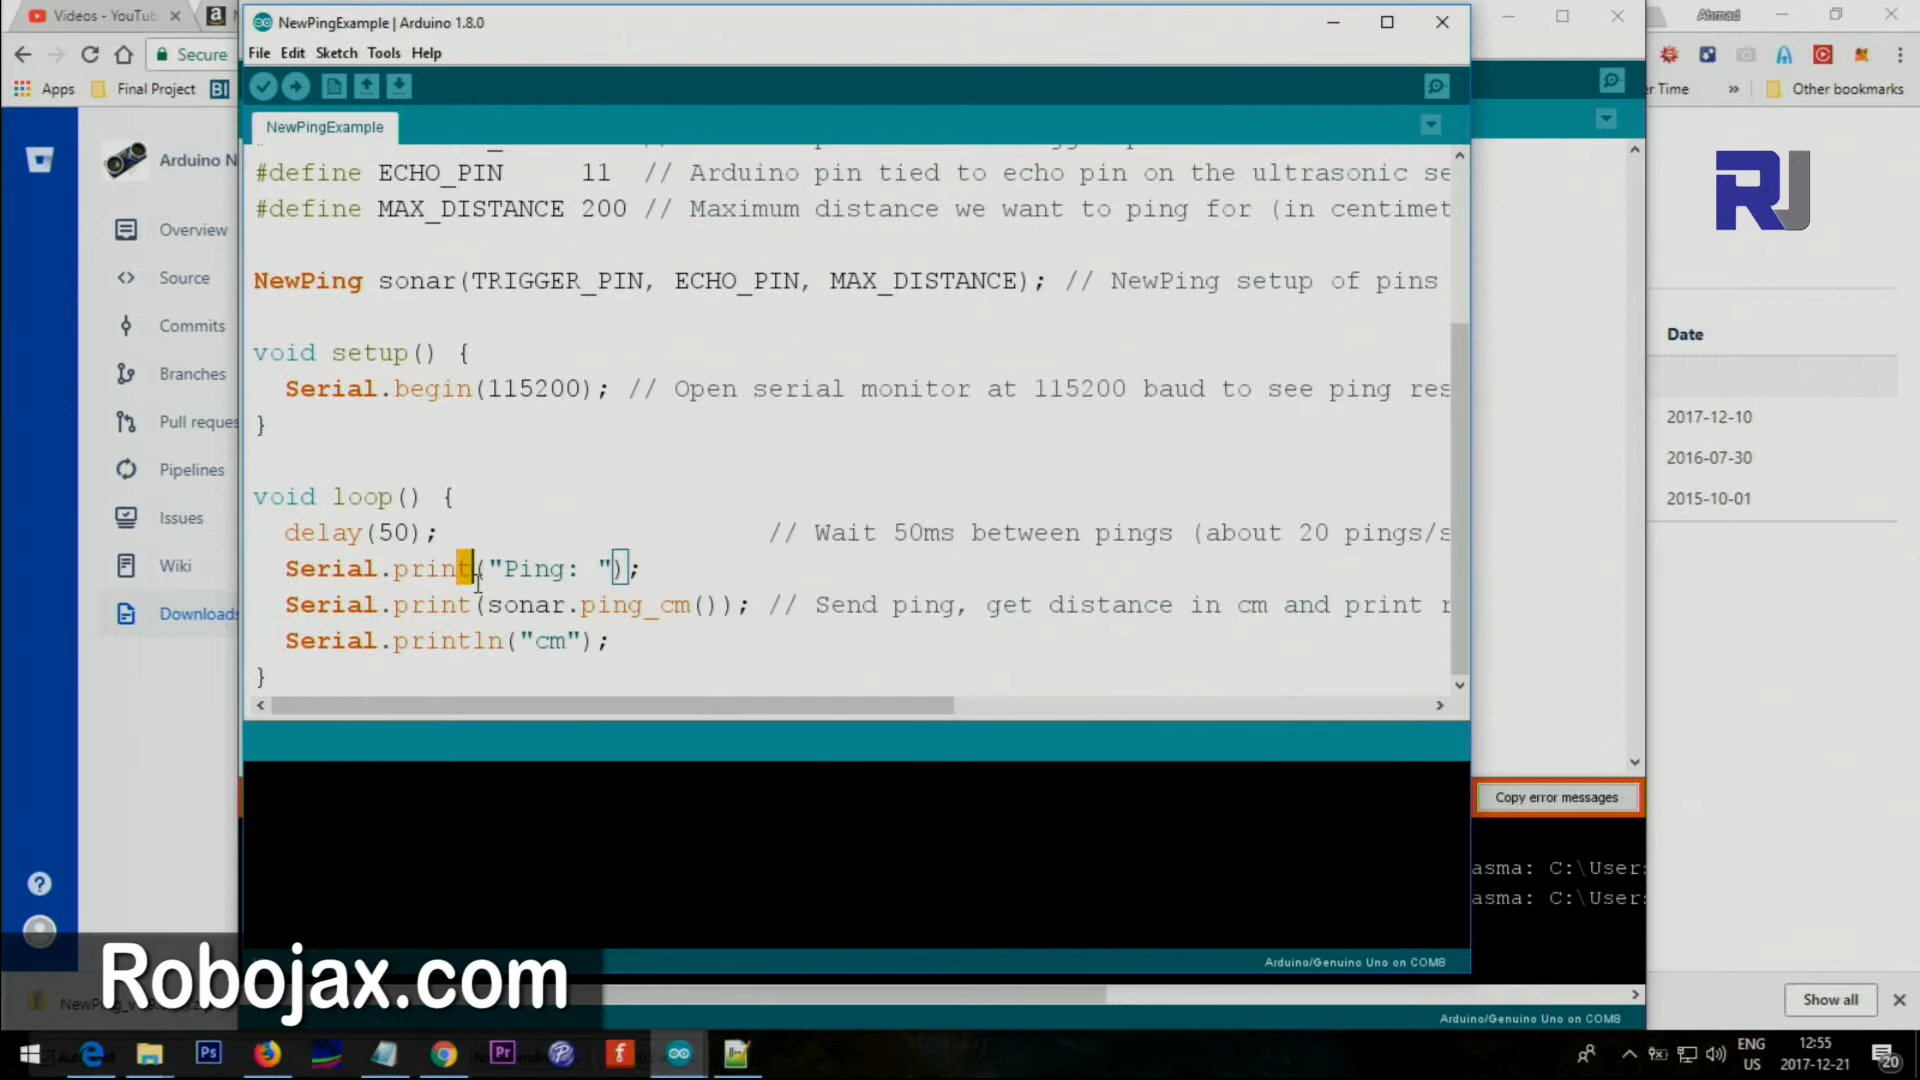 Videos - YouTub
NewPingExample | Arduino 1.8.0
Ahmad
Secure
File Edit Sketch Tools Help
Apps
Final Project
er Time
Other bookmarks
NewPingExample
Arduino N
Overview
Source
Commits
Branches
Pull reque
Pipelines
Issues
Wiki
Downloads
#define ECHO_PIN 11 // Arduino pin tied to echo pin on the ultrasonic se
#define MAX_DISTANCE 200 // Maximum distance we want to ping for (in centimet
NewPing sonar(TRIGGER_PIN, ECHO_PIN, MAX_DISTANCE); // NewPing setup of pins
void setup() {
Serial.begin(115200); // Open serial monitor at 115200 baud to see ping res
}
void loop() {
delay(50); // Wait 50ms between pings (about 20 pings/s
Serial.print("Ping: ");
Serial.print(sonar.ping_cm()); // Send ping, get distance in cm and print r
Serial.println("cm");
}
RJ
Date
2017-12-10
2016-07-30
2015-10-01
Copy error messages
asma: C:\User
asma: C:\User
Arduino/Genuino Uno on COM8
Robojax.com
Show all
Arduino/Genuino Uno on COM8
ENG
US
12:55
2017-12-21
20